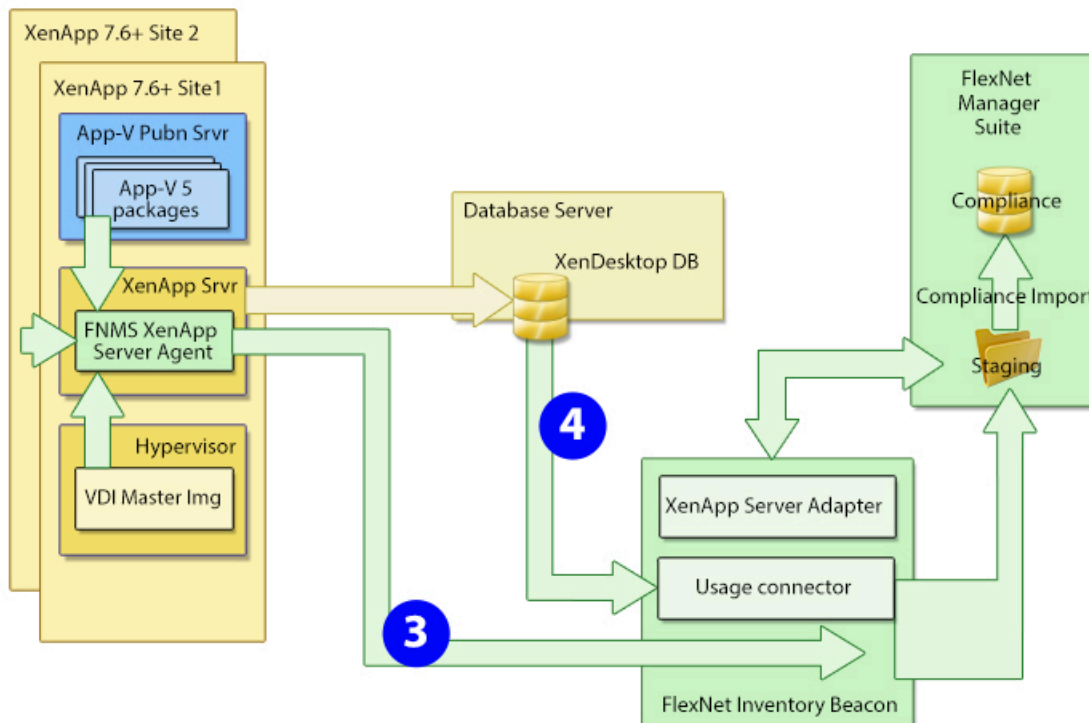 XenApp 7.6+ Site 2
XenApp 7.6+ Site1
App-V Pubn Srvr
App-V 5
packages
XenApp Srvr
FNMS XenApp
Server Agent
Hypervisor
VDI Master Img
Database Server
XenDesktop DB
4
3
FlexNet
Manager
Suite
Compliance
Compliance Import
Staging
XenApp Server Adapter
Usage connector
FlexNet Inventory Beacon